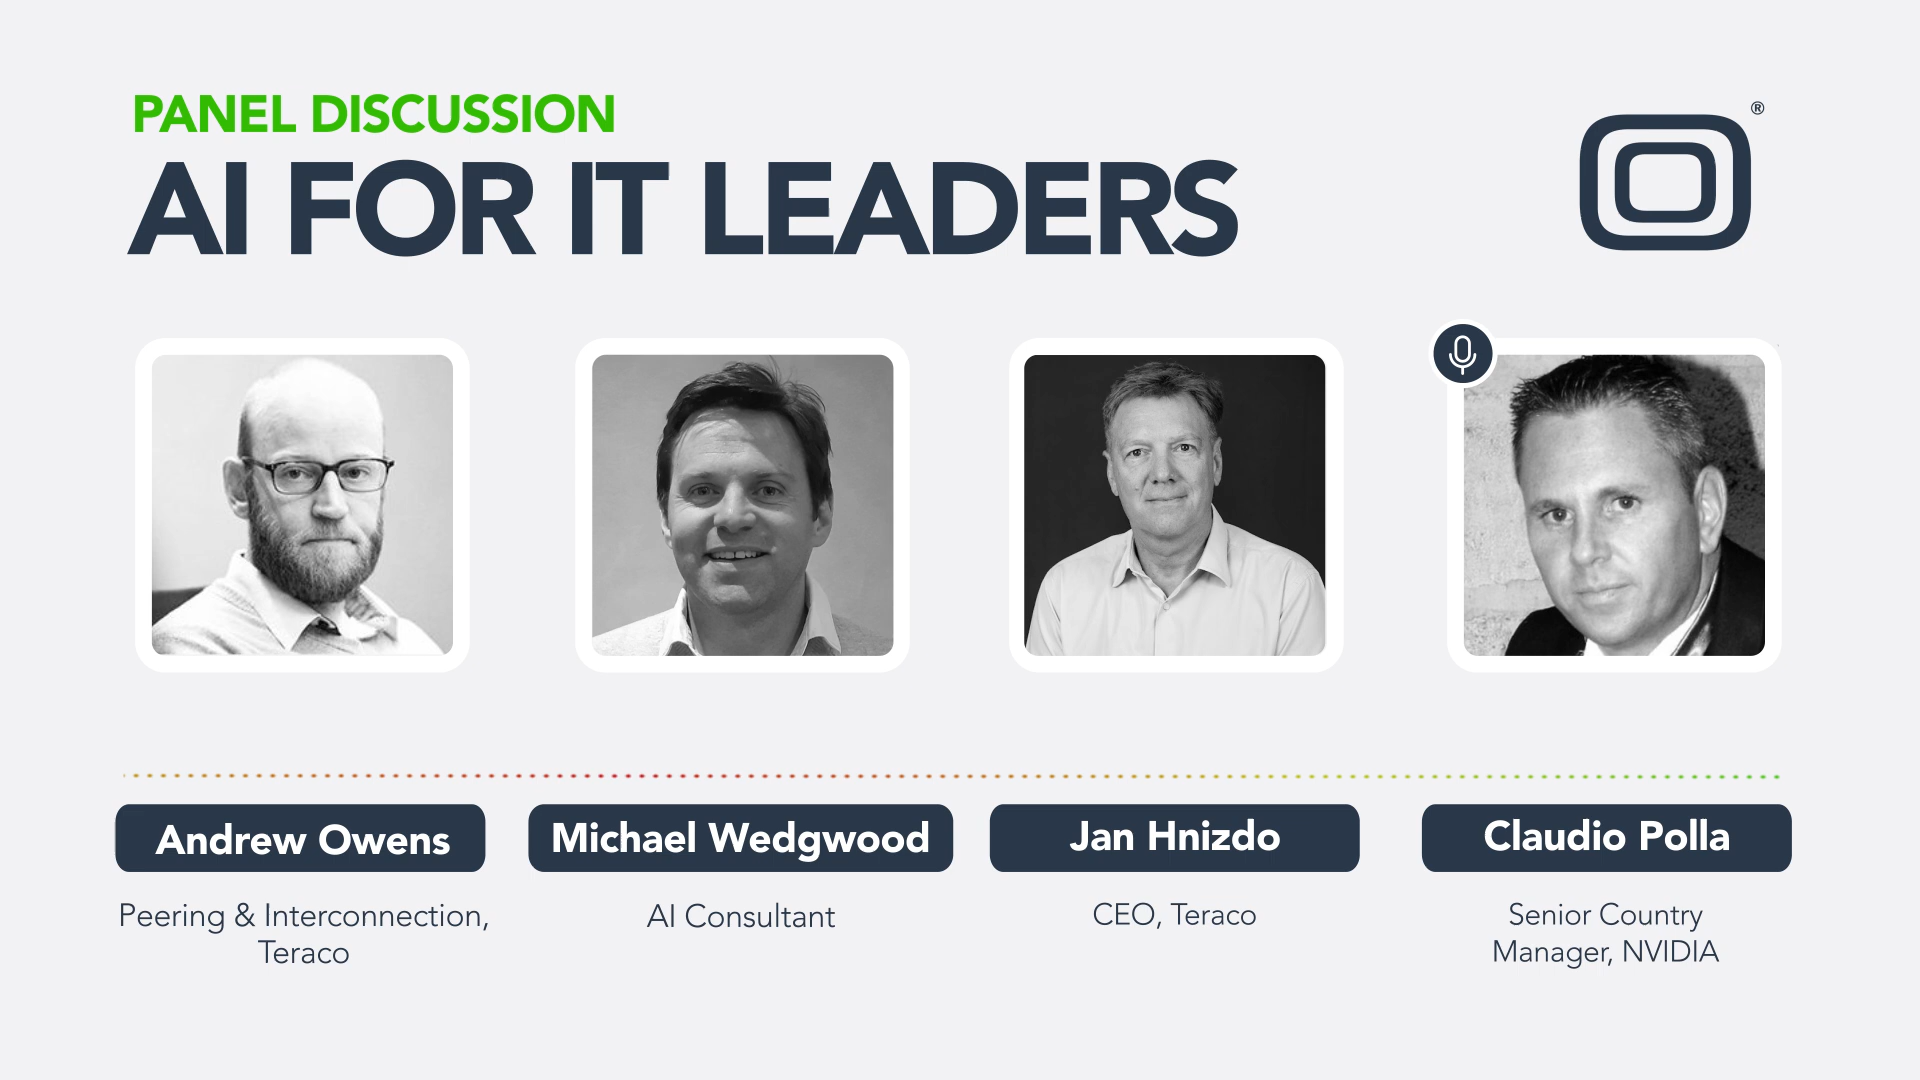 PANEL DISCUSSION
AI FOR IT LEADERS
®
Andrew Owens
Michael Wedgwood
Jan Hnizdo
Claudio Polla
Peering & Interconnection,
Teraco
AI Consultant
CEO, Teraco
Senior Country
Manager, NVIDIA